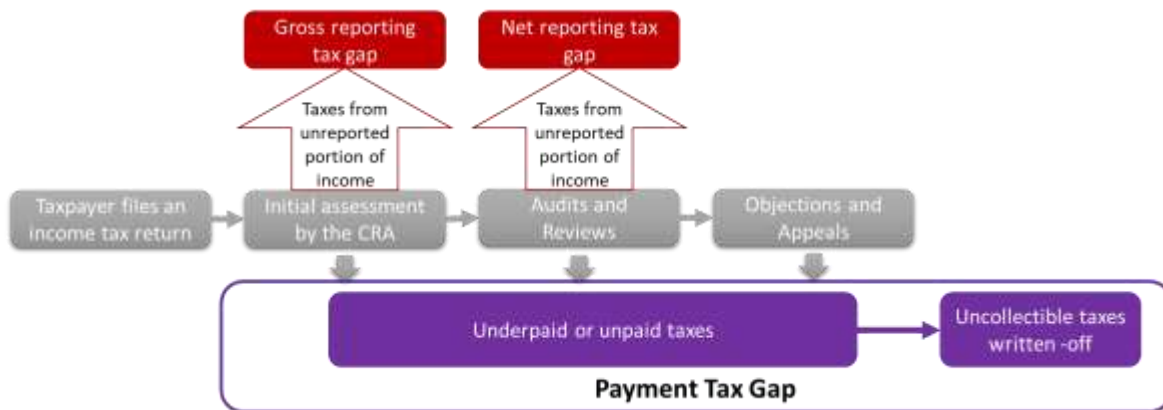 Gross reporting
tax gap
Net reporting tax
gap
Taxes from
unreported
portion of
income
Taxes from
unreported
portion of
income
Taxpayer files an
income tax return
Initial assessment
by the CRA
Audits and
Reviews
Objections and
Appeals
Underpaid or unpaid taxes
Uncollectible taxes
written -off
Payment Tax Gap